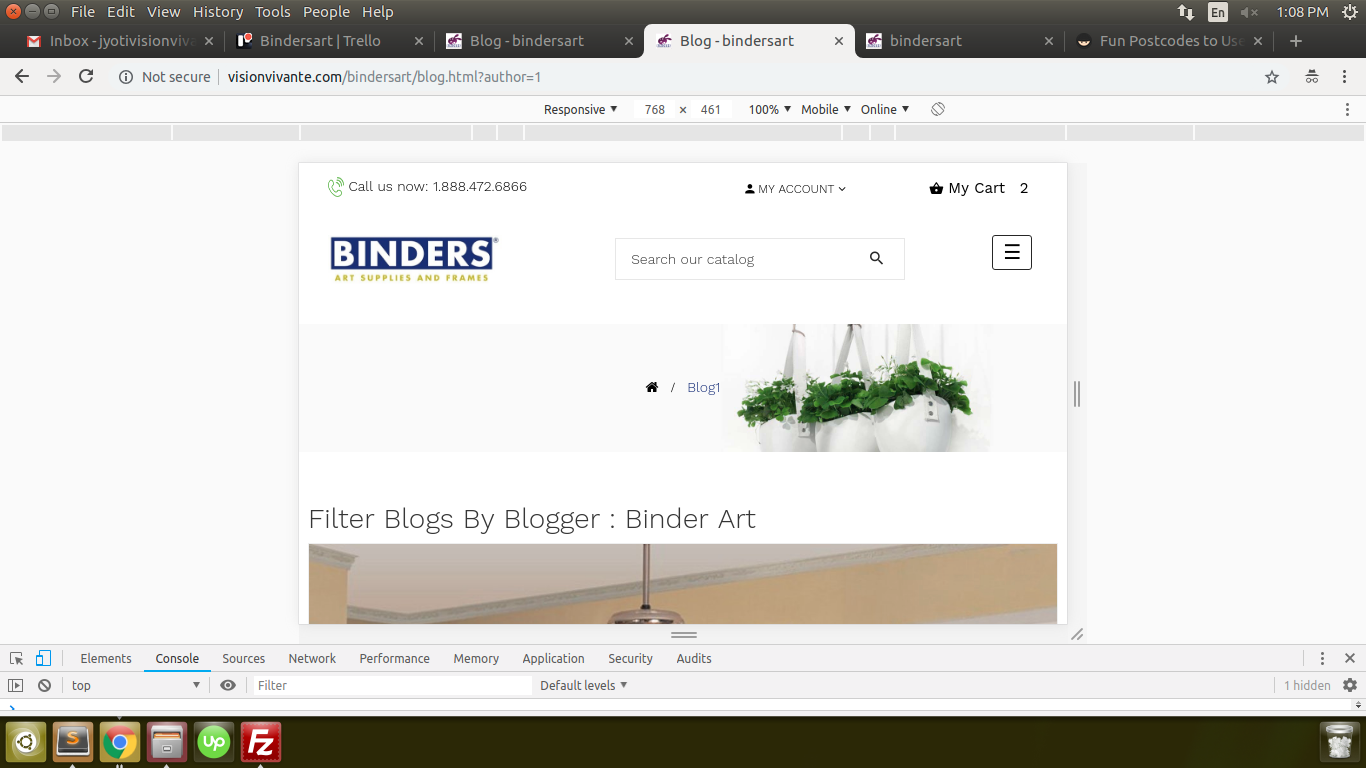 File Edit View History Tools People Help En 1:08 PM
Inbox - jyotivisionviva Bindersart | Trello Blog - bindersart Blog - bindersart bindersart Fun Postcodes to Use
Not secure visionvivante.com/bindersart/blog.html?author=1
Responsive 768 × 461 100% Mobile Online
Call us now: 1.888.472.6866 MY ACCOUNT My Cart 2
BINDERS®
ART SUPPLIES AND FRAMES
Search our catalog
/ Blog1
Filter Blogs By Blogger : Binder Art
Elements Console Sources Network Performance Memory Application Security Audits
top Filter Default levels 1 hidden
S Up Fz